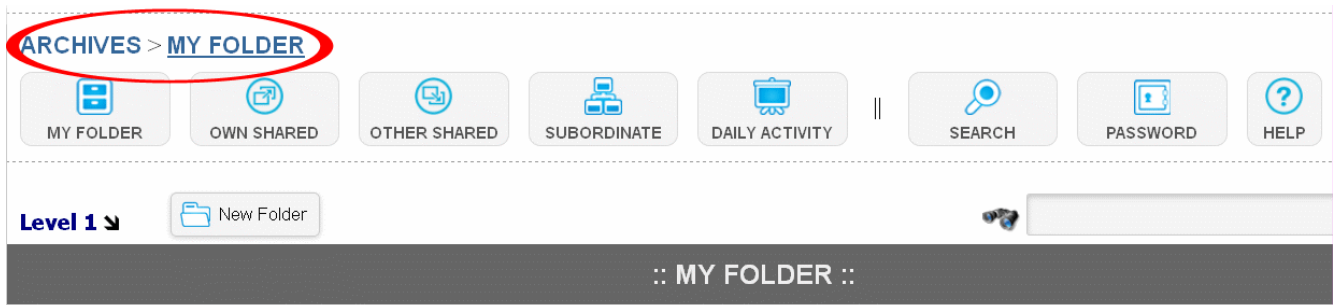 ARCHIVES > MY FOLDER
MY FOLDER OWN SHARED OTHER SHARED SUBORDINATE DAILY ACTIVITY || SEARCH PASSWORD HELP
Level 1 New Folder
:: MY FOLDER ::